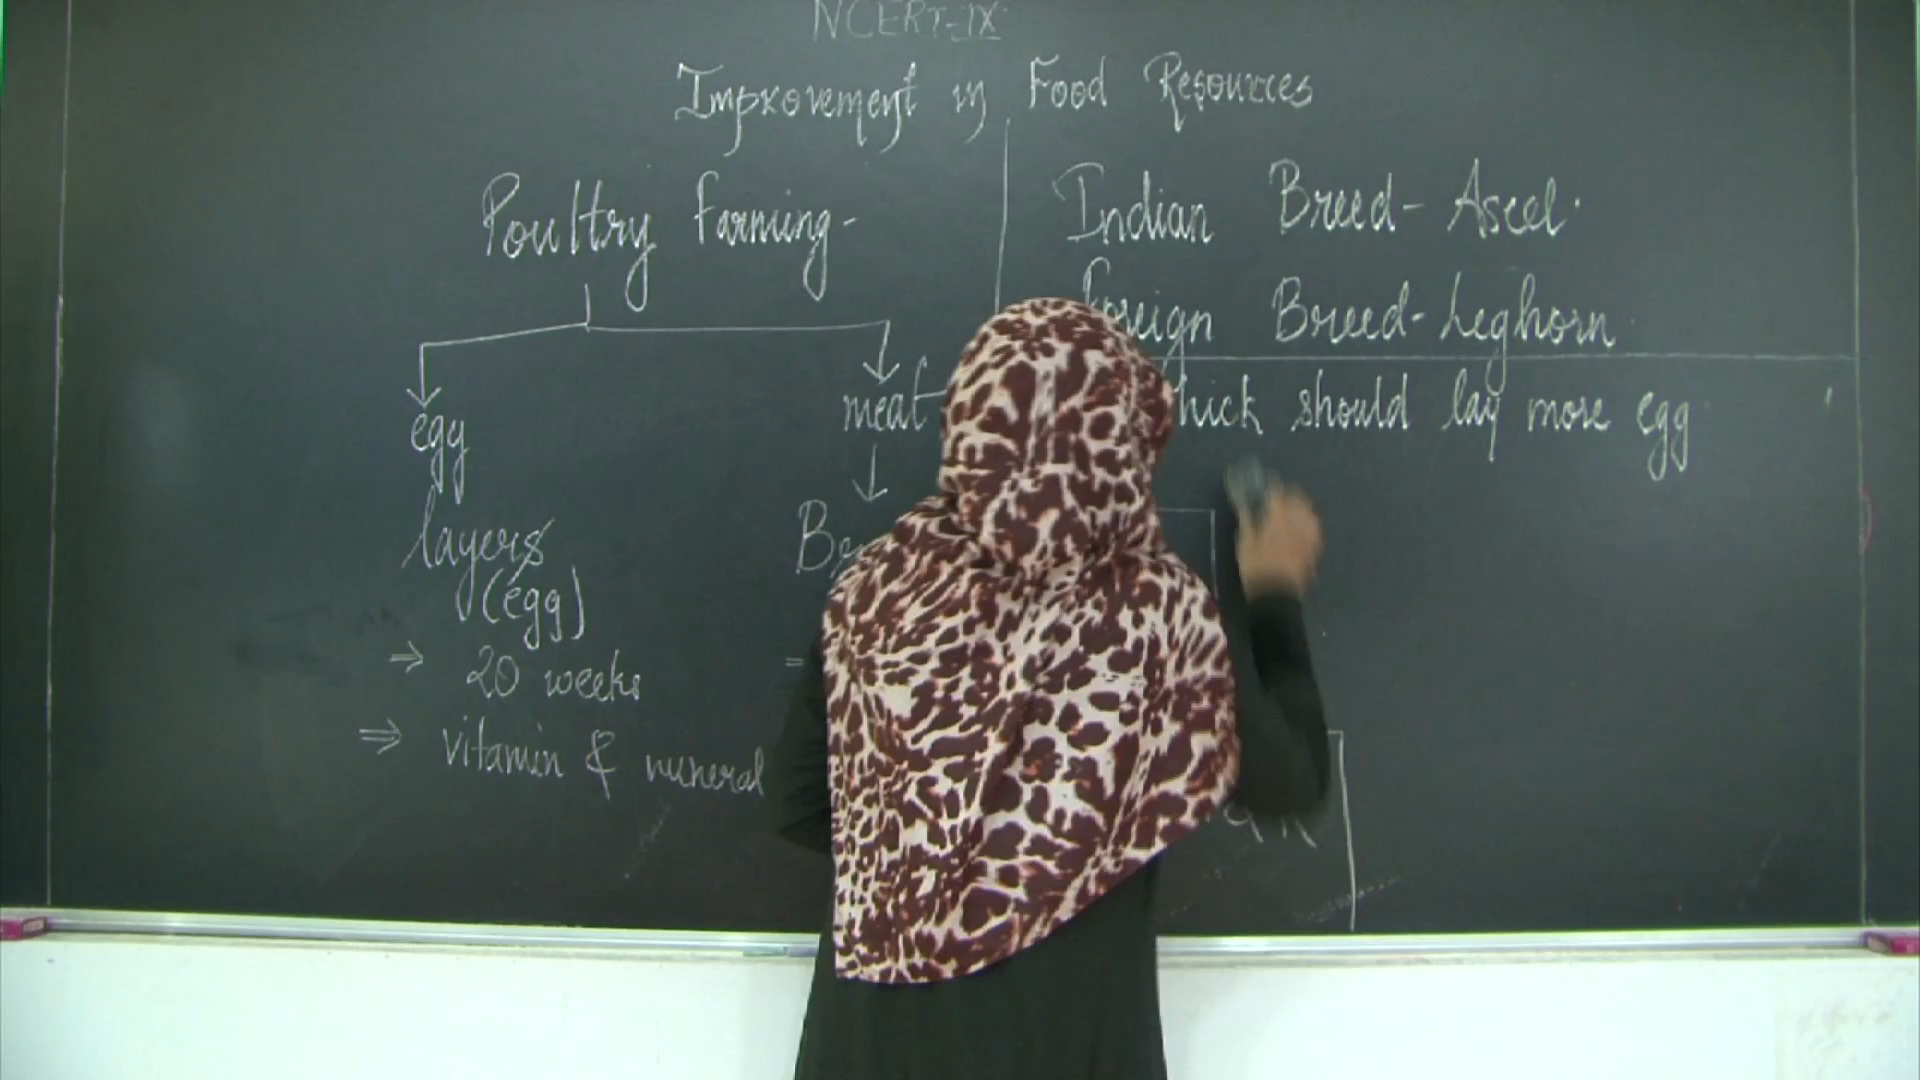 NCERT-IX
Improvement in Food Resources
Poultry Farming-
egg
layers
(egg)
⇒ 20 weeks
⇒ vitamin & mineral
meat
Indian Breed- Aseel.
Foreign Breed- Leghorn
should lay more egg